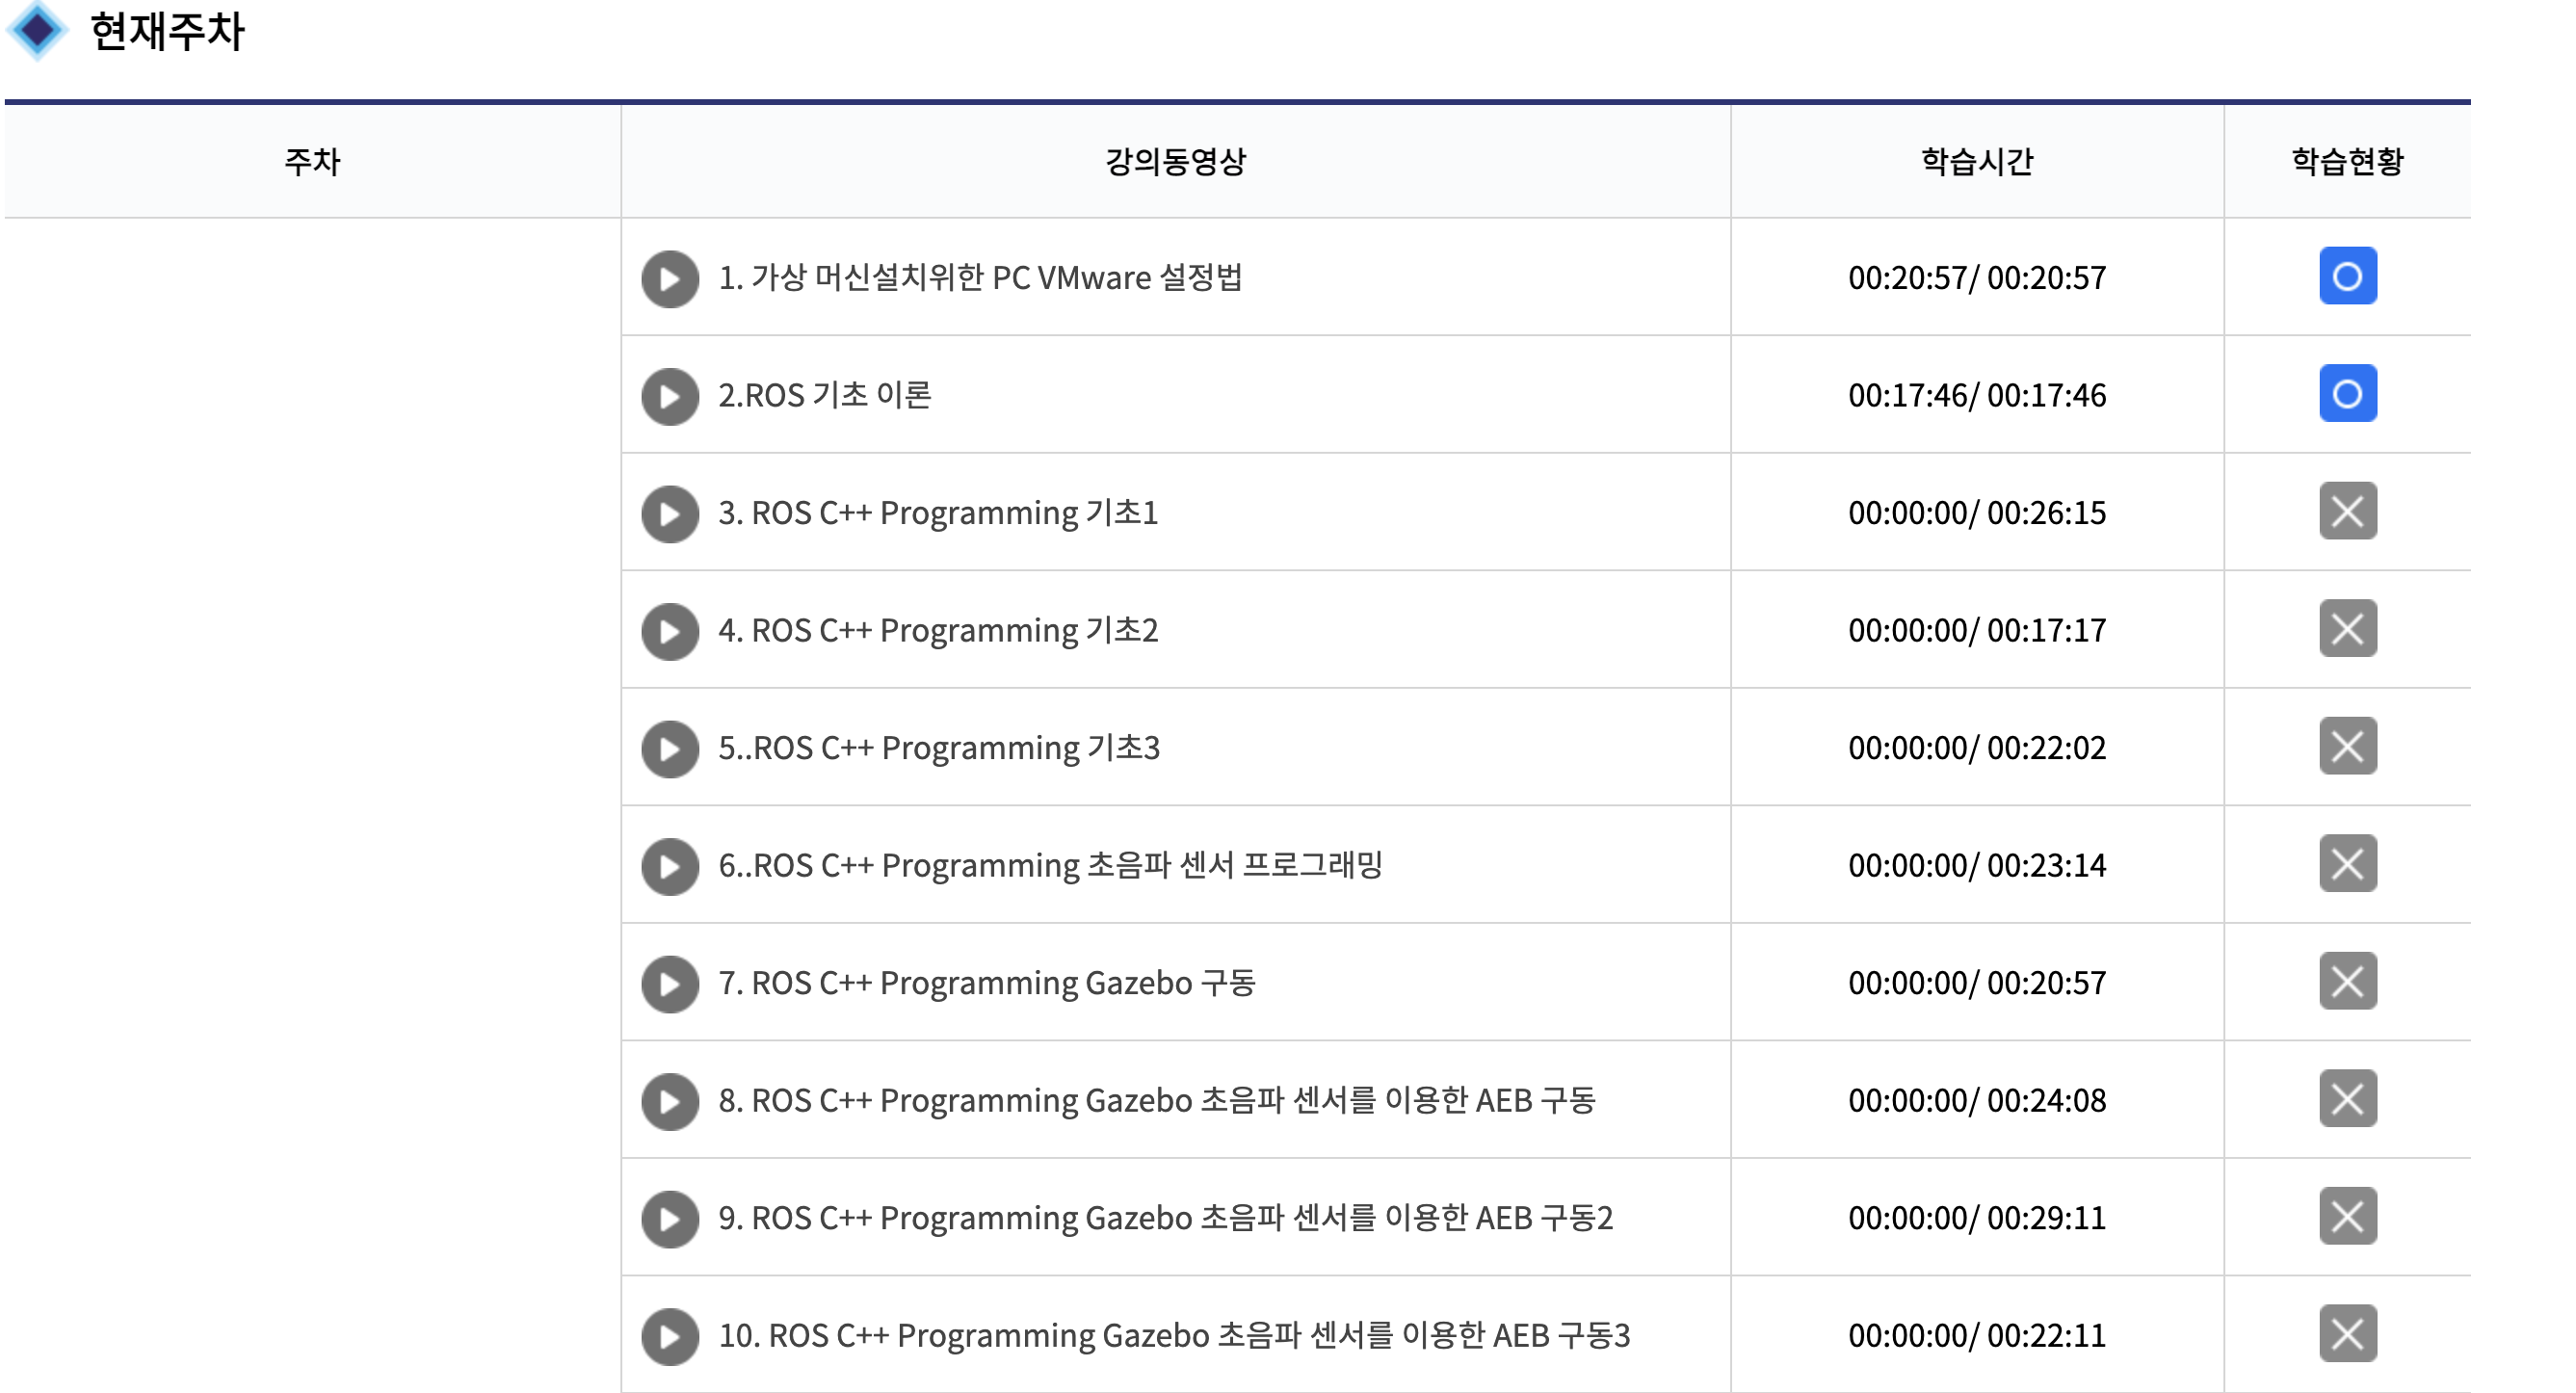 현재주차
주차 강의동영상 학습시간 학습현황
1. 가상 머신설치위한 PC VMware 설정법 00:20:57/ 00:20:57
2.ROS 기초 이론 00:17:46/ 00:17:46
3. ROS C++ Programming 기초1 00:00:00/ 00:26:15
4. ROS C++ Programming 기초2 00:00:00/ 00:17:17
5..ROS C++ Programming 기초3 00:00:00/ 00:22:02
6..ROS C++ Programming 초음파 센서 프로그래밍 00:00:00/ 00:23:14
7. ROS C++ Programming Gazebo 구동 00:00:00/ 00:20:57
8. ROS C++ Programming Gazebo 초음파 센서를 이용한 AEB 구동 00:00:00/ 00:24:08
9. ROS C++ Programming Gazebo 초음파 센서를 이용한 AEB 구동2 00:00:00/ 00:29:11
10. ROS C++ Programming Gazebo 초음파 센서를 이용한 AEB 구동3 00:00:00/ 00:22:11